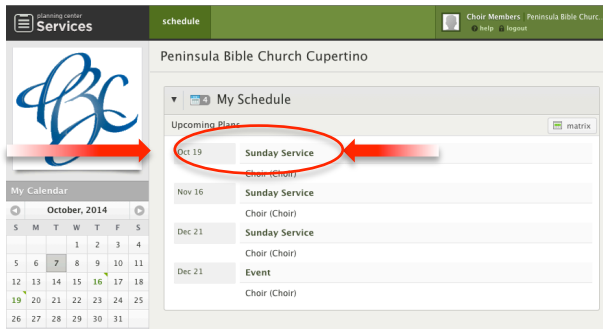 planning center
Services
schedule
Choir Members Peninsula Bible Churc..
help logout
PBC
Peninsula Bible Church Cupertino
4 My Schedule
Upcoming Plans
matrix
Oct 19 Sunday Service
Choir (Choir)
Nov 16 Sunday Service
Choir (Choir)
Dec 21 Sunday Service
Choir (Choir)
Dec 21 Event
Choir (Choir)
My Calendar
October, 2014
S M T W T F S
1 2 3 4
5 6 7 8 9 10 11
12 13 14 15 16 17 18
19 20 21 22 23 24 25
26 27 28 29 30 31